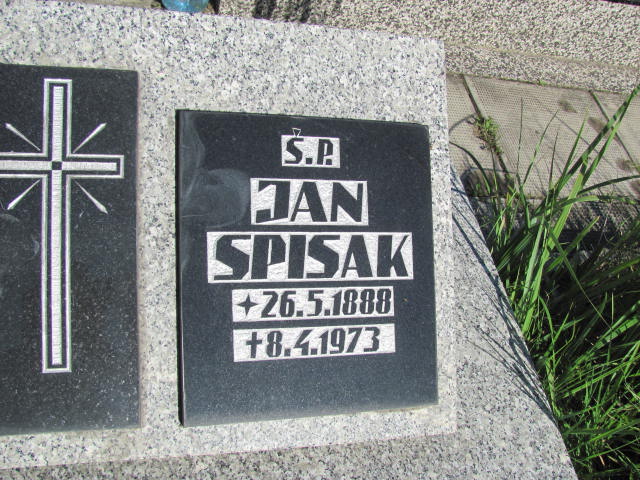 Ś.P.
JAN
SPISAK
✦26.5.1888
✝8.4.1973